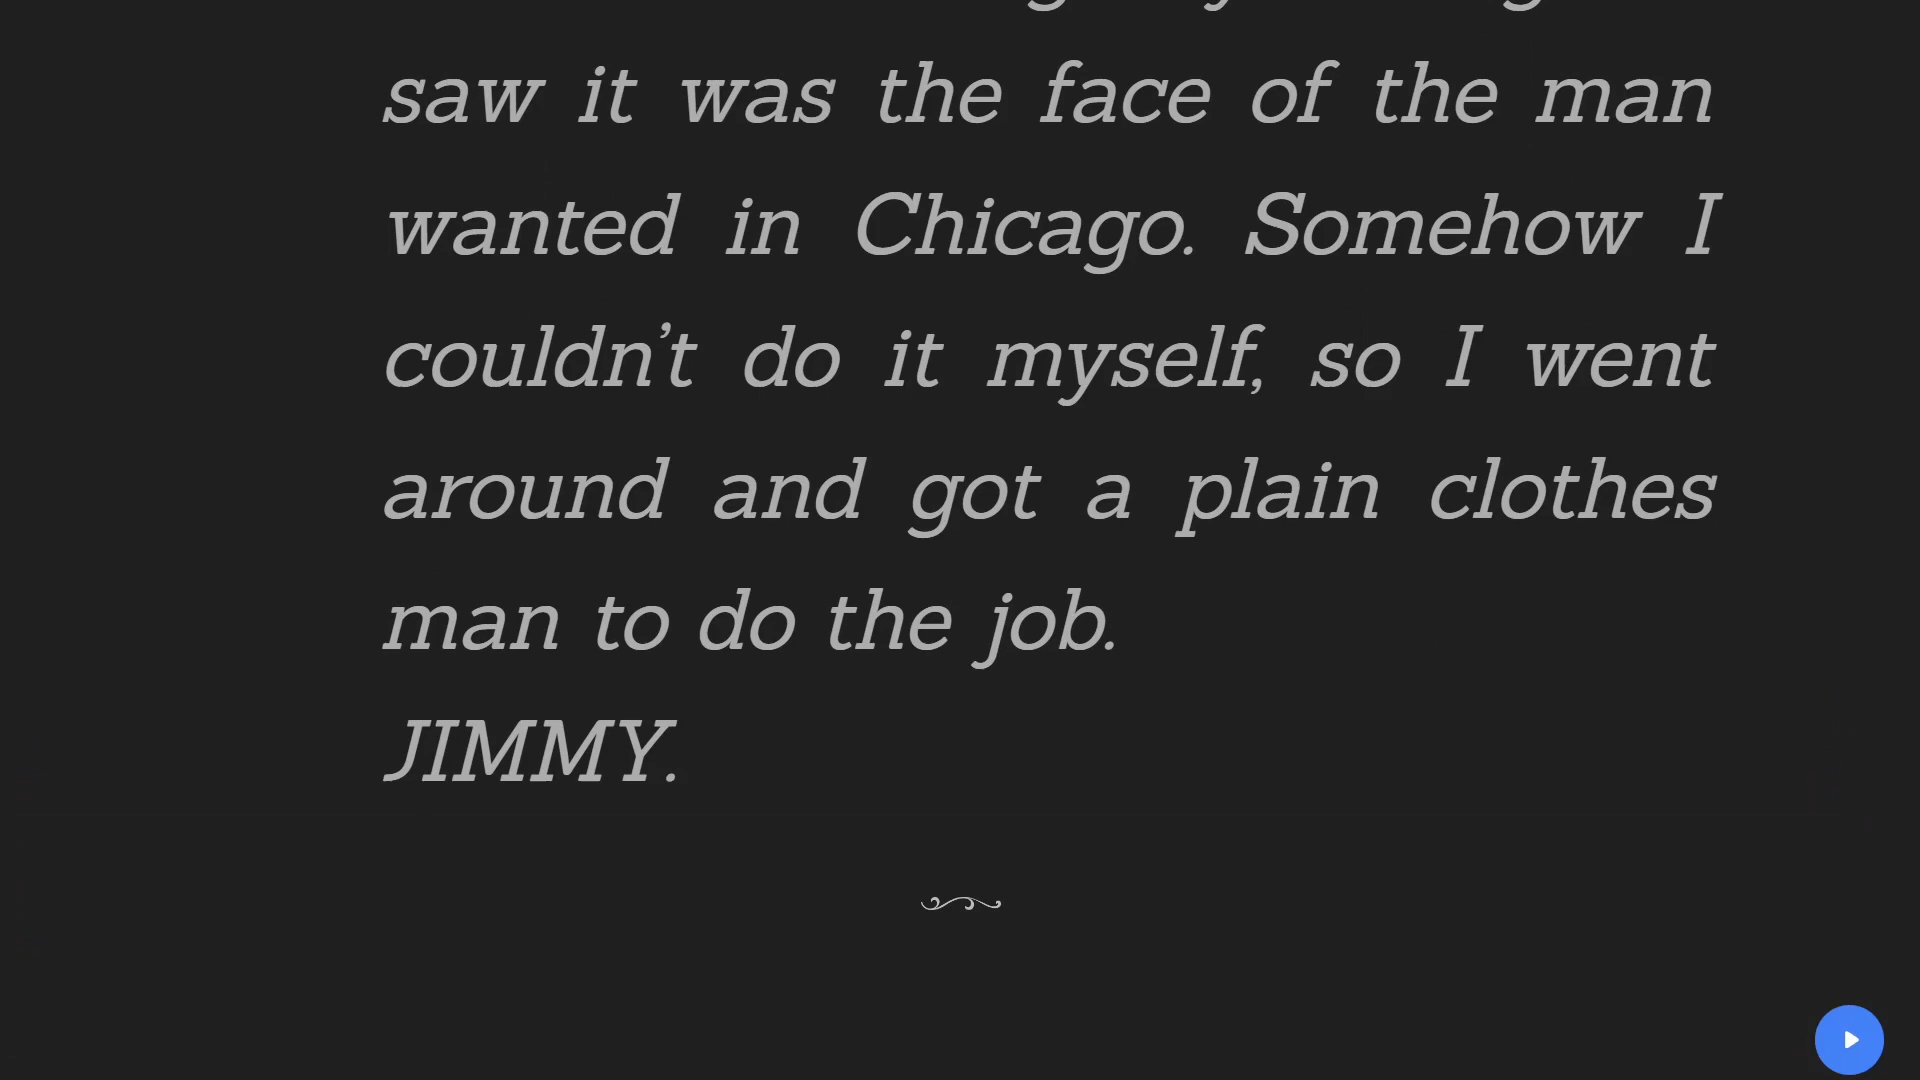 saw it was the face of the man
wanted in Chicago. Somehow I
couldn’t do it myself, so I went
around and got a plain clothes
man to do the job.
JIMMY.